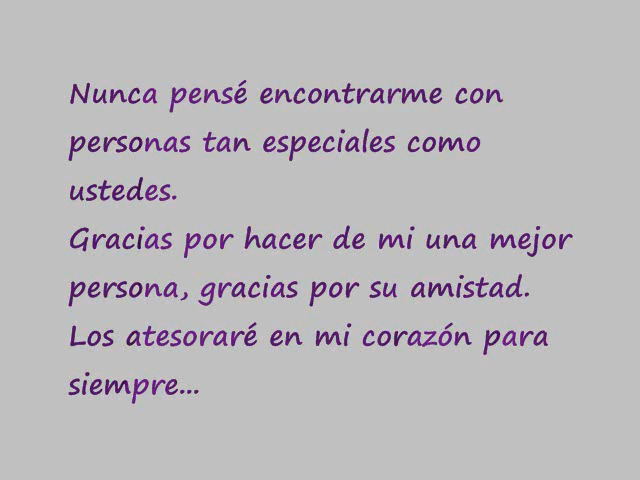 Nunca pensé encontrarme con
personas tan especiales como
ustedes.
Gracias por hacer de mi una mejor
persona, gracias por su amistad.
Los atesoraré en mi corazón para
siempre...